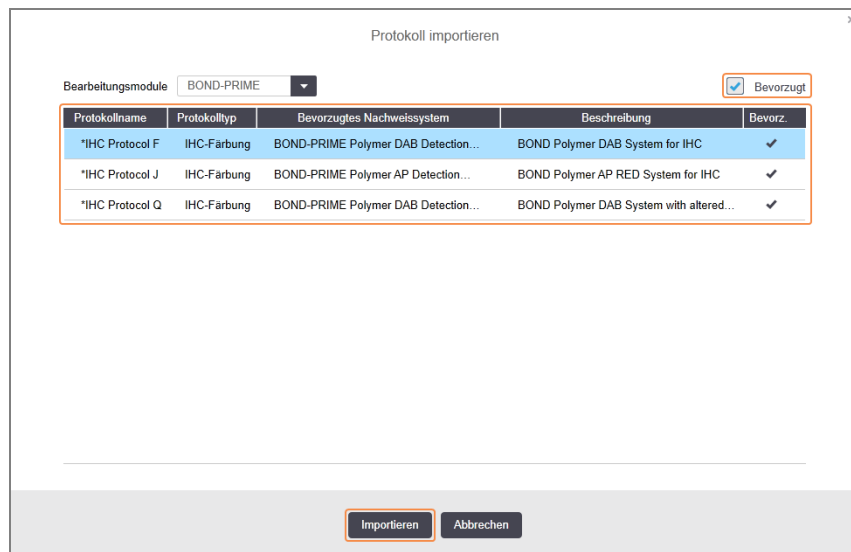 Protokoll importieren
Bearbeitungsmodule BOND-PRIME Bevorzugt
Protokollname Protokolltyp Bevorzugtes Nachweissystem Beschreibung Bevorz.
*IHC Protocol F IHC-Färbung BOND-PRIME Polymer DAB Detection... BOND Polymer DAB System for IHC ✔
*IHC Protocol J IHC-Färbung BOND-PRIME Polymer AP Detection... BOND Polymer AP RED System for IHC ✔
*IHC Protocol Q IHC-Färbung BOND-PRIME Polymer DAB Detection... BOND Polymer DAB System with altered... ✔
Importieren Abbrechen